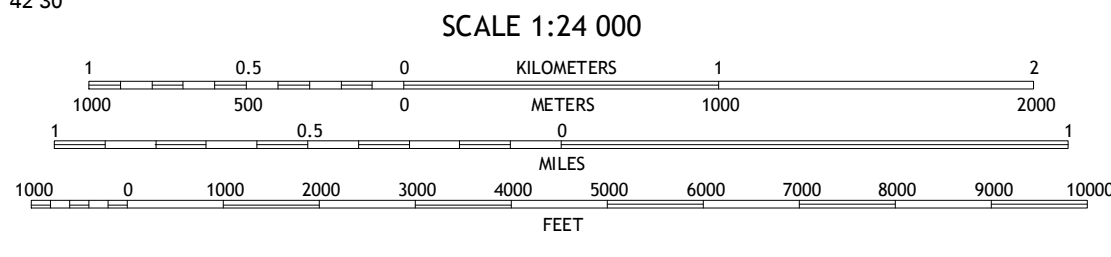 42'30"
SCALE 1:24 000
1 0.5 0 KILOMETERS 1 2
1000 500 0 METERS 1000 2000
1 0.5 0 1
MILES
1000 0 1000 2000 3000 4000 5000 6000 7000 8000 9000 10000
FEET